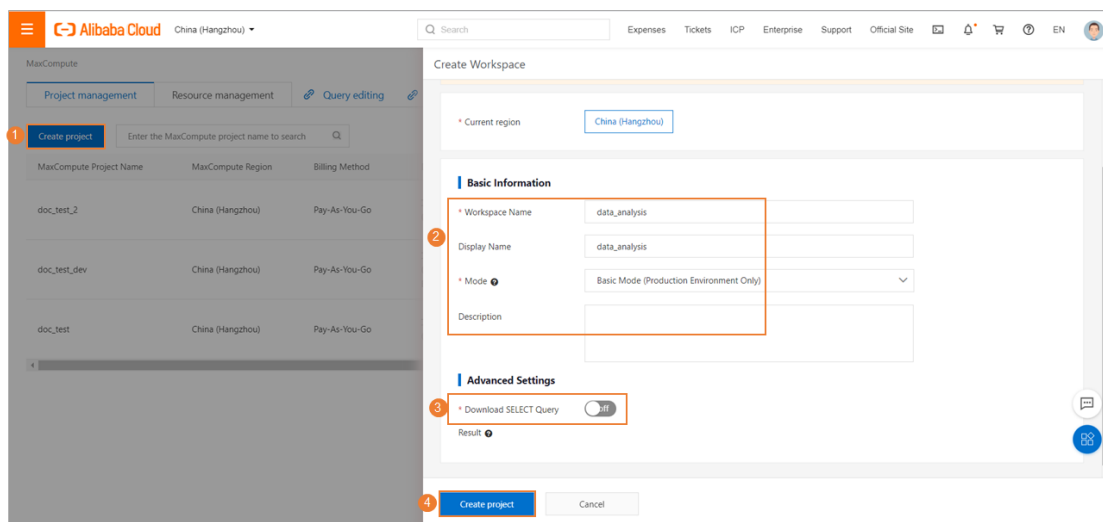 Alibaba Cloud China (Hangzhou) Search Expenses Tickets ICP Enterprise Support Official Site EN
MaxCompute
Project management Resource management Query editing
1 Create project Enter the MaxCompute project name to search
MaxCompute Project Name MaxCompute Region Billing Method
doc_test_2 China (Hangzhou) Pay-As-You-Go
doc_test_dev China (Hangzhou) Pay-As-You-Go
doc_test China (Hangzhou) Pay-As-You-Go
Create Workspace
* Current region China (Hangzhou)
Basic Information
2
* Workspace Name data_analysis
Display Name data_analysis
* Mode Basic Mode (Production Environment Only)
Description
Advanced Settings
3 * Download SELECT Query off
Result
4 Create project Cancel